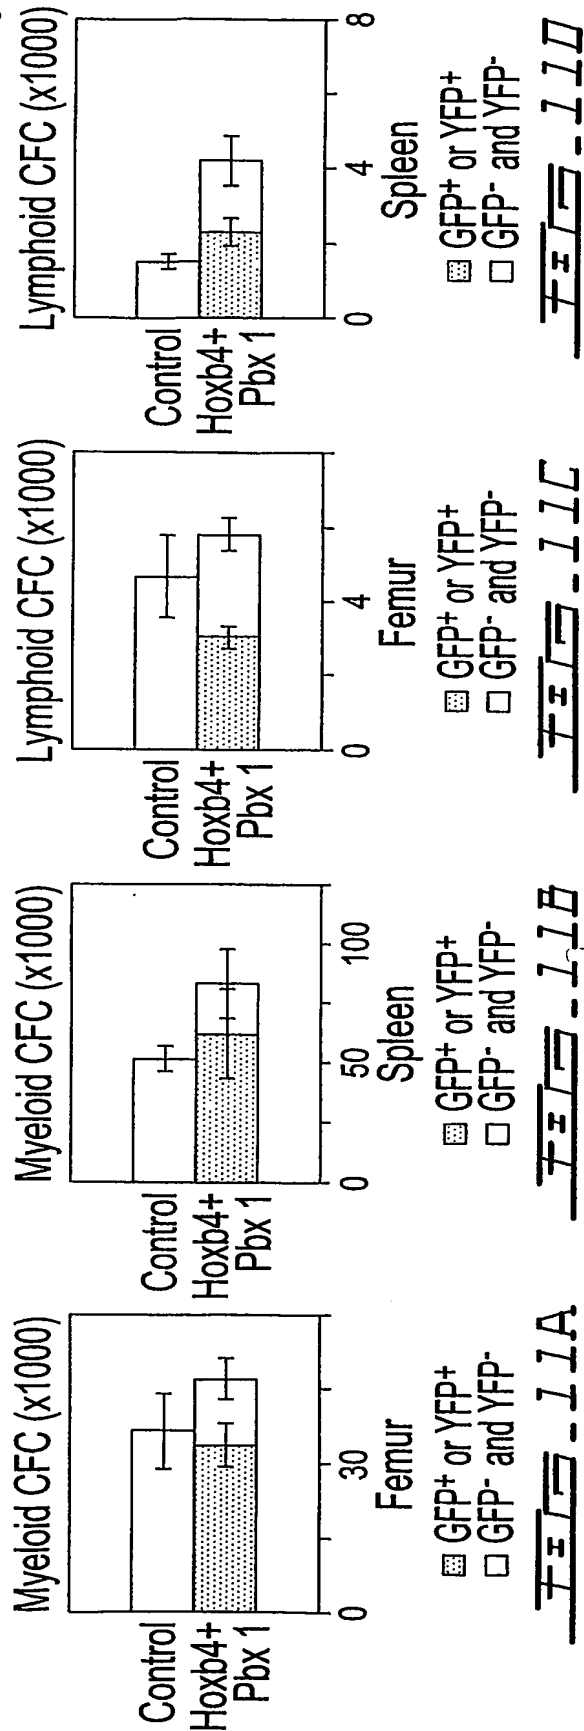 Myeloid CFC (x1000)
Control
Hoxb4+
Pbx 1
0 30
Femur
GFP+ or YFP+
GFP- and YFP-
FIG. 11A
Myeloid CFC (x1000)
Control
Hoxb4+
Pbx 1
0 50 100
Spleen
GFP+ or YFP+
GFP- and YFP-
FIG. 11B
Lymphoid CFC (x1000)
Control
Hoxb4+
Pbx 1
0 4
Femur
GFP+ or YFP+
GFP- and YFP-
FIG. 11C
Lymphoid CFC (x1000)
Control
Hoxb4+
Pbx 1
0 4 8
Spleen
GFP+ or YFP+
GFP- and YFP-
FIG. 11D